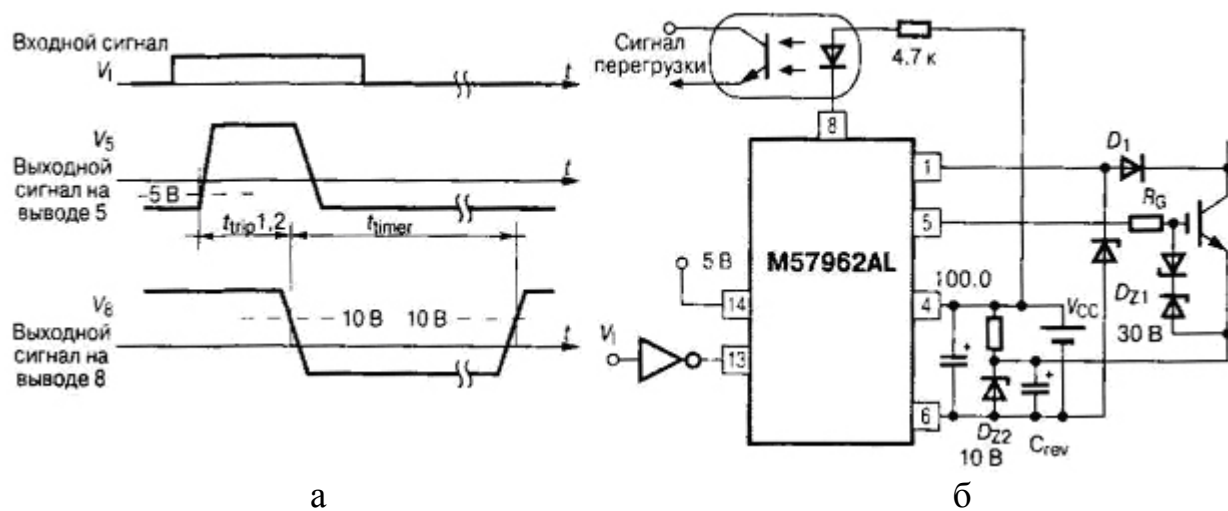 Входной сигнал
V_I
t
V_5
Выходной
сигнал на
выводе 5
-5 В
t
t_trip1,2
t_timer
V_8
Выходной
сигнал на
выводе 8
10 В
10 В
t
а
Сигнал
перегрузки
4.7 к
8
1
D_1
5
R_G
M57962AL
5 В
14
100.0
4
V_CC
D_Z1
30 В
V_I
13
6
D_Z2
10 В
C_rev
б